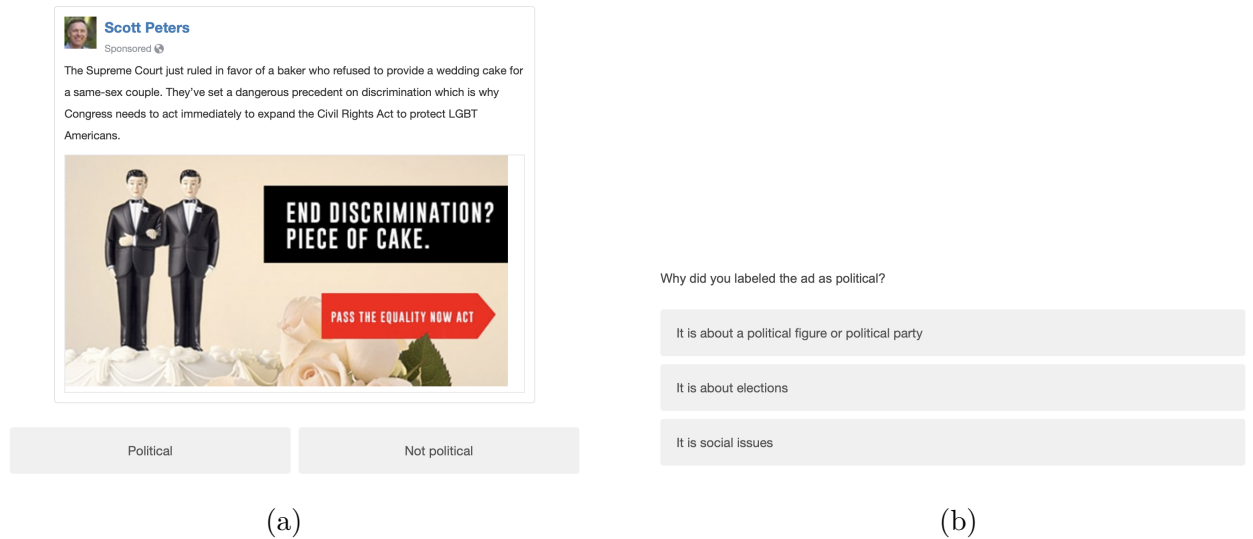 Scott Peters
Sponsored
The Supreme Court just ruled in favor of a baker who refused to provide a wedding cake for
a same-sex couple. They've set a dangerous precedent on discrimination which is why
Congress needs to act immediately to expand the Civil Rights Act to protect LGBT
Americans.
END DISCRIMINATION?
PIECE OF CAKE.
PASS THE EQUALITY NOW ACT
Political
Not political
(a)
Why did you labeled the ad as political?
It is about a political figure or political party
It is about elections
It is social issues
(b)